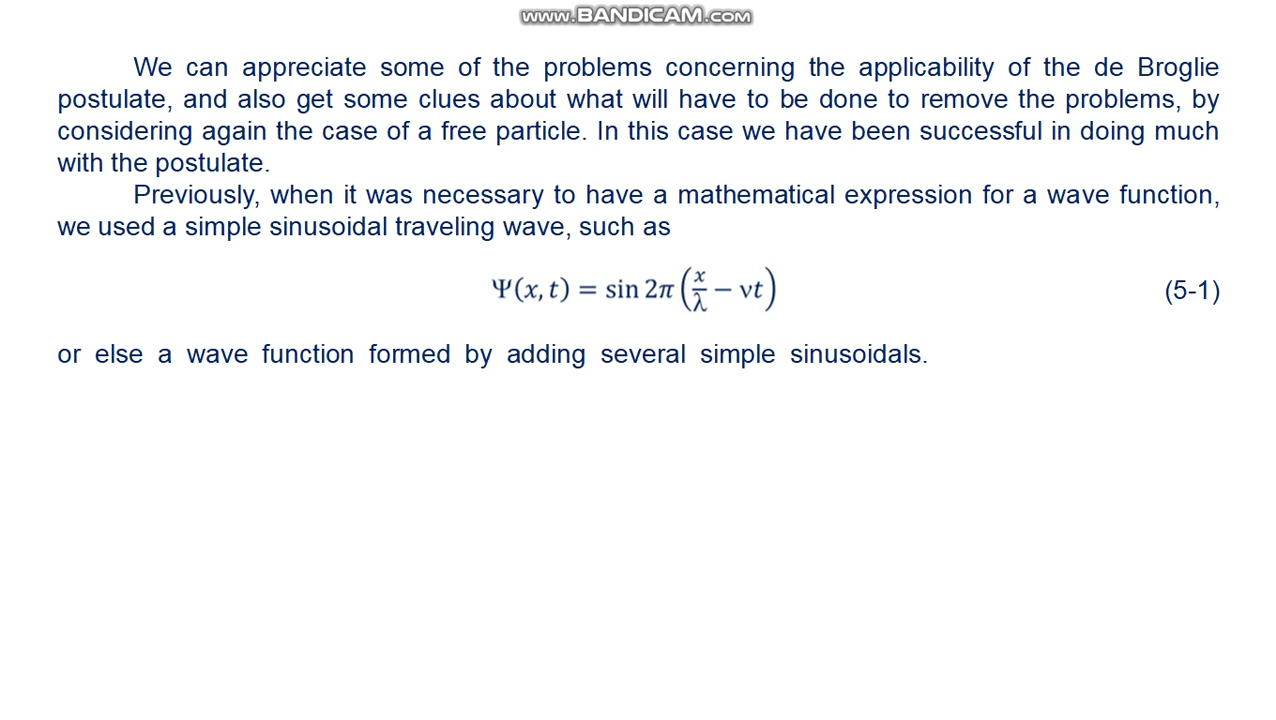 www.BANDICAM.com
We can appreciate some of the problems concerning the applicability of the de Broglie
postulate, and also get some clues about what will have to be done to remove the problems, by
considering again the case of a free particle. In this case we have been successful in doing much
with the postulate.
Previously, when it was necessary to have a mathematical expression for a wave function,
we used a simple sinusoidal traveling wave, such as
Ψ(x, t) = sin 2π (x/λ − νt) (5-1)
or else a wave function formed by adding several simple sinusoidals.